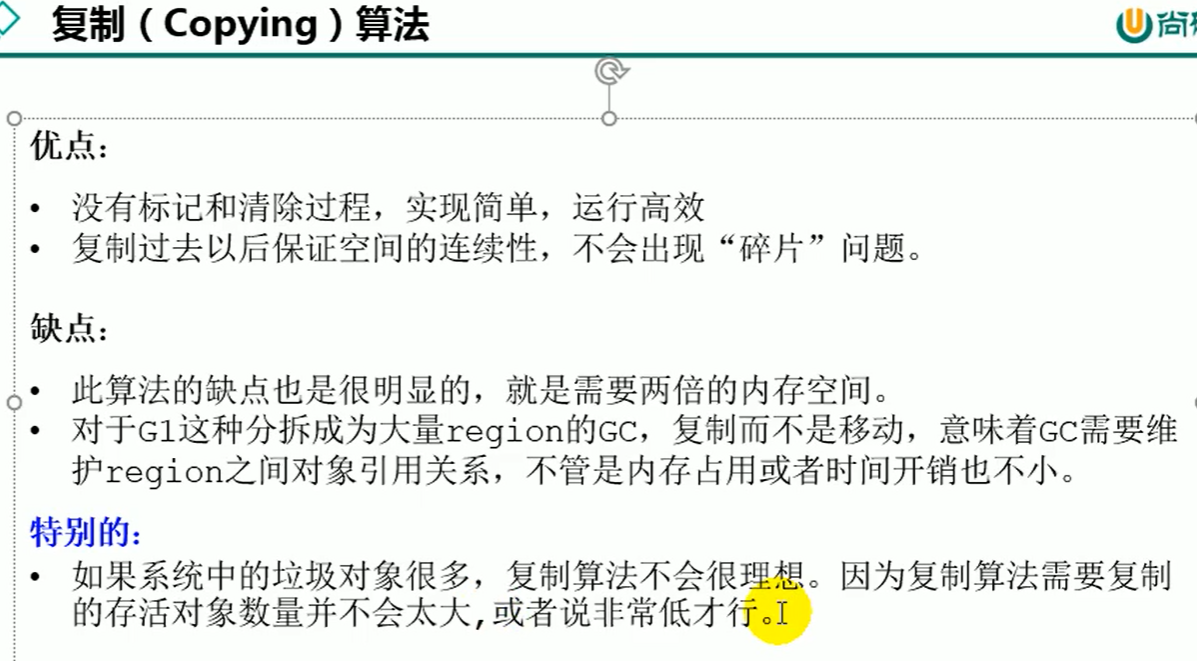 复制（Copying）算法
尚
优点：
• 没有标记和清除过程，实现简单，运行高效
• 复制过去以后保证空间的连续性，不会出现“碎片”问题。
缺点：
• 此算法的缺点也是很明显的，就是需要两倍的内存空间。
• 对于G1这种分拆成为大量region的GC，复制而不是移动，意味着GC需要维
护region之间对象引用关系，不管是内存占用或者时间开销也不小。
特别的：
• 如果系统中的垃圾对象很多，复制算法不会很理想。因为复制算法需要复制
的存活对象数量并不会太大,或者说非常低才行。